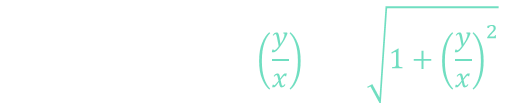 (y/x) √(1 + (y/x)²)